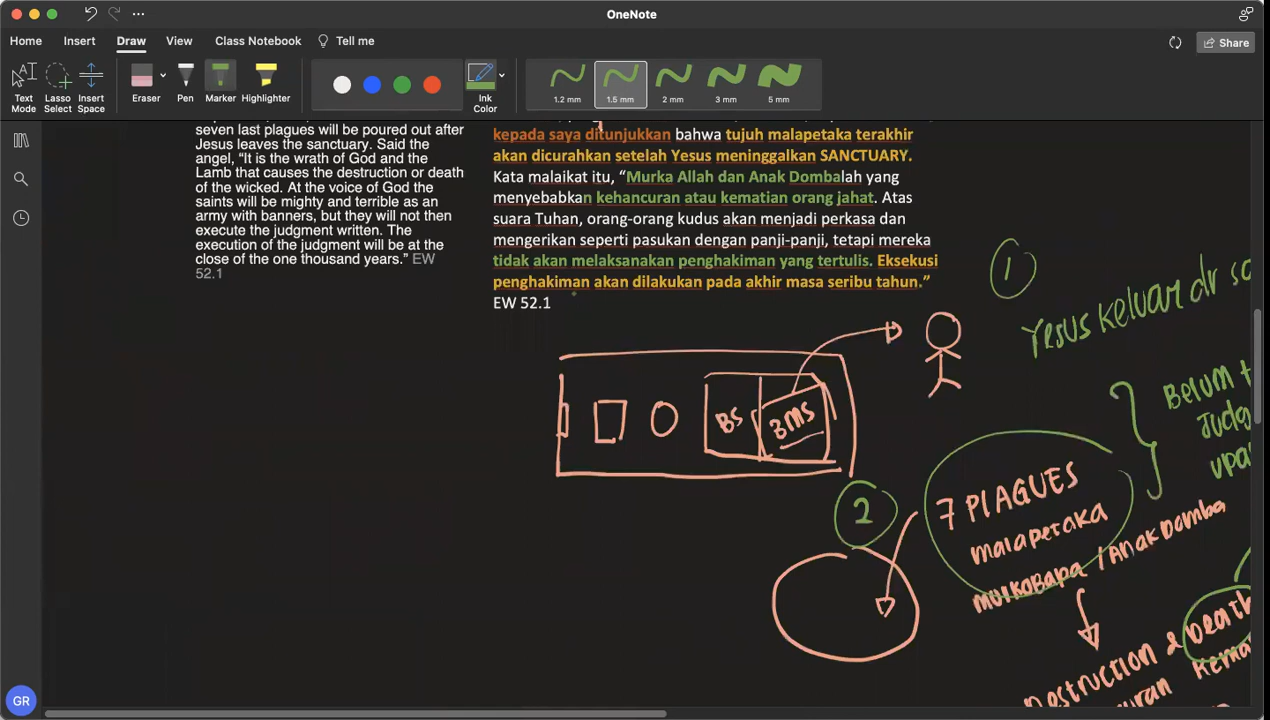 OneNote
Home Insert Draw View Class Notebook Tell me
Share
Text Mode
Lasso Select
Insert Space
Eraser
Pen
Marker
Highlighter
Ink Color
1.2 mm
1.5 mm
2 mm
3 mm
5 mm
seven last plagues will be poured out after
Jesus leaves the sanctuary. Said the
angel, “It is the wrath of God and the
Lamb that causes the destruction or death
of the wicked. At the voice of God the
saints will be mighty and terrible as an
army with banners, but they will not then
execute the judgment written. The
execution of the judgment will be at the
close of the one thousand years.” EW
52.1
kepada saya ditunjukkan bahwa tujuh malapetaka terakhir
akan dicurahkan setelah Yesus meninggalkan SANCTUARY.
Kata malaikat itu, “Murka Allah dan Anak Dombalah yang
menyebabkan kehancuran atau kematian orang jahat. Atas
suara Tuhan, orang-orang kudus akan menjadi perkasa dan
mengerikan seperti pasukan dengan panji-panji, tetapi mereka
tidak akan melaksanakan penghakiman yang tertulis. Eksekusi
penghakiman akan dilakukan pada akhir masa seribu tahun.”
EW 52.1
1
Yesus keluar dr
Belum
BS
BMS
2
7 PLAGUES
malapetaka
murka Bapa / Anak Domba
Destruction &
GR